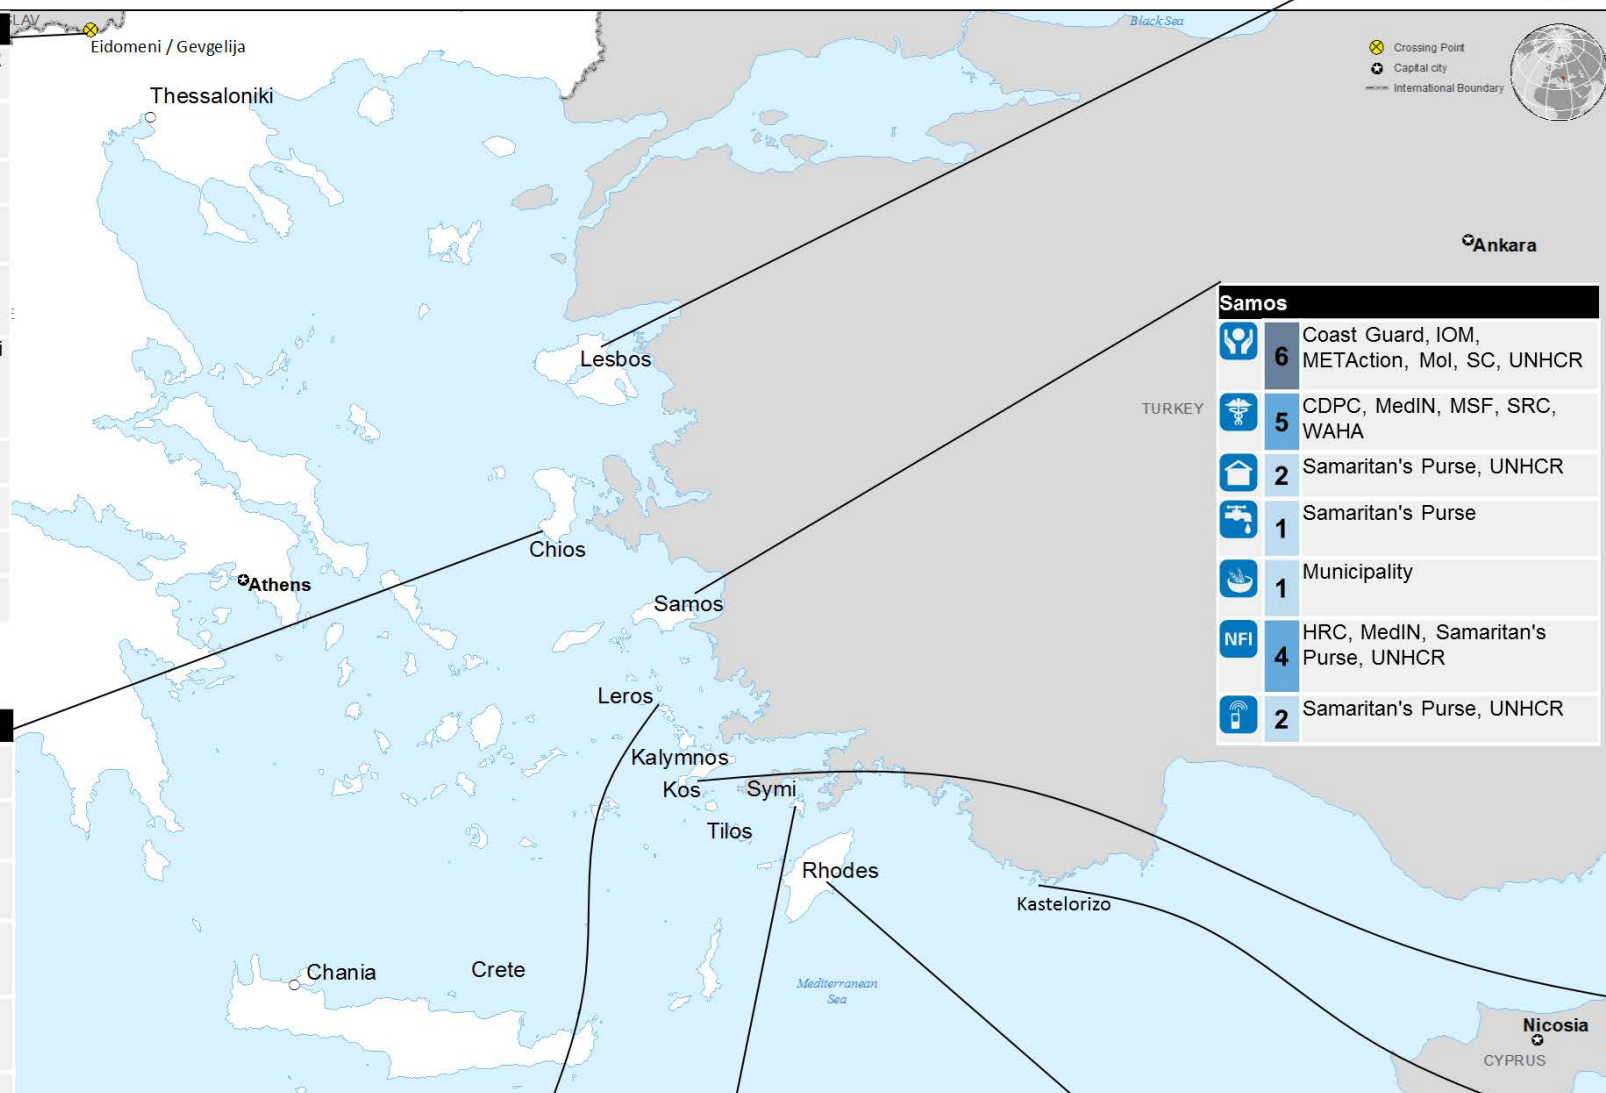 Black Sea
Crossing Point
Capital city
International Boundary
Eidomeni / Gevgelija
Thessaloniki
Ankara
Lesbos
TURKEY
Chios
Athens
Samos
Leros
Kalymnos
Kos
Symi
Tilos
Rhodes
Kastelorizo
Chania
Crete
Mediterranean
Sea
Nicosia
CYPRUS
Samos
6
Coast Guard, IOM,
METAction, MoI, SC, UNHCR
5
CDPC, MedIN, MSF, SRC,
WAHA
2
Samaritan's Purse, UNHCR
1
Samaritan's Purse
1
Municipality
NFI
4
HRC, MedIN, Samaritan's
Purse, UNHCR
2
Samaritan's Purse, UNHCR